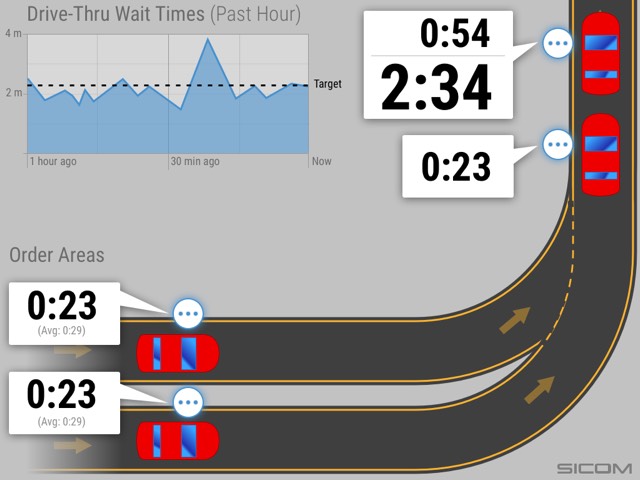 Drive-Thru Wait Times (Past Hour)
4 m
2 m
Target
1 hour ago
30 min ago
Now
0:54
2:34
0:23
Order Areas
0:23
(Avg: 0:29)
0:23
(Avg: 0:29)
SICOM